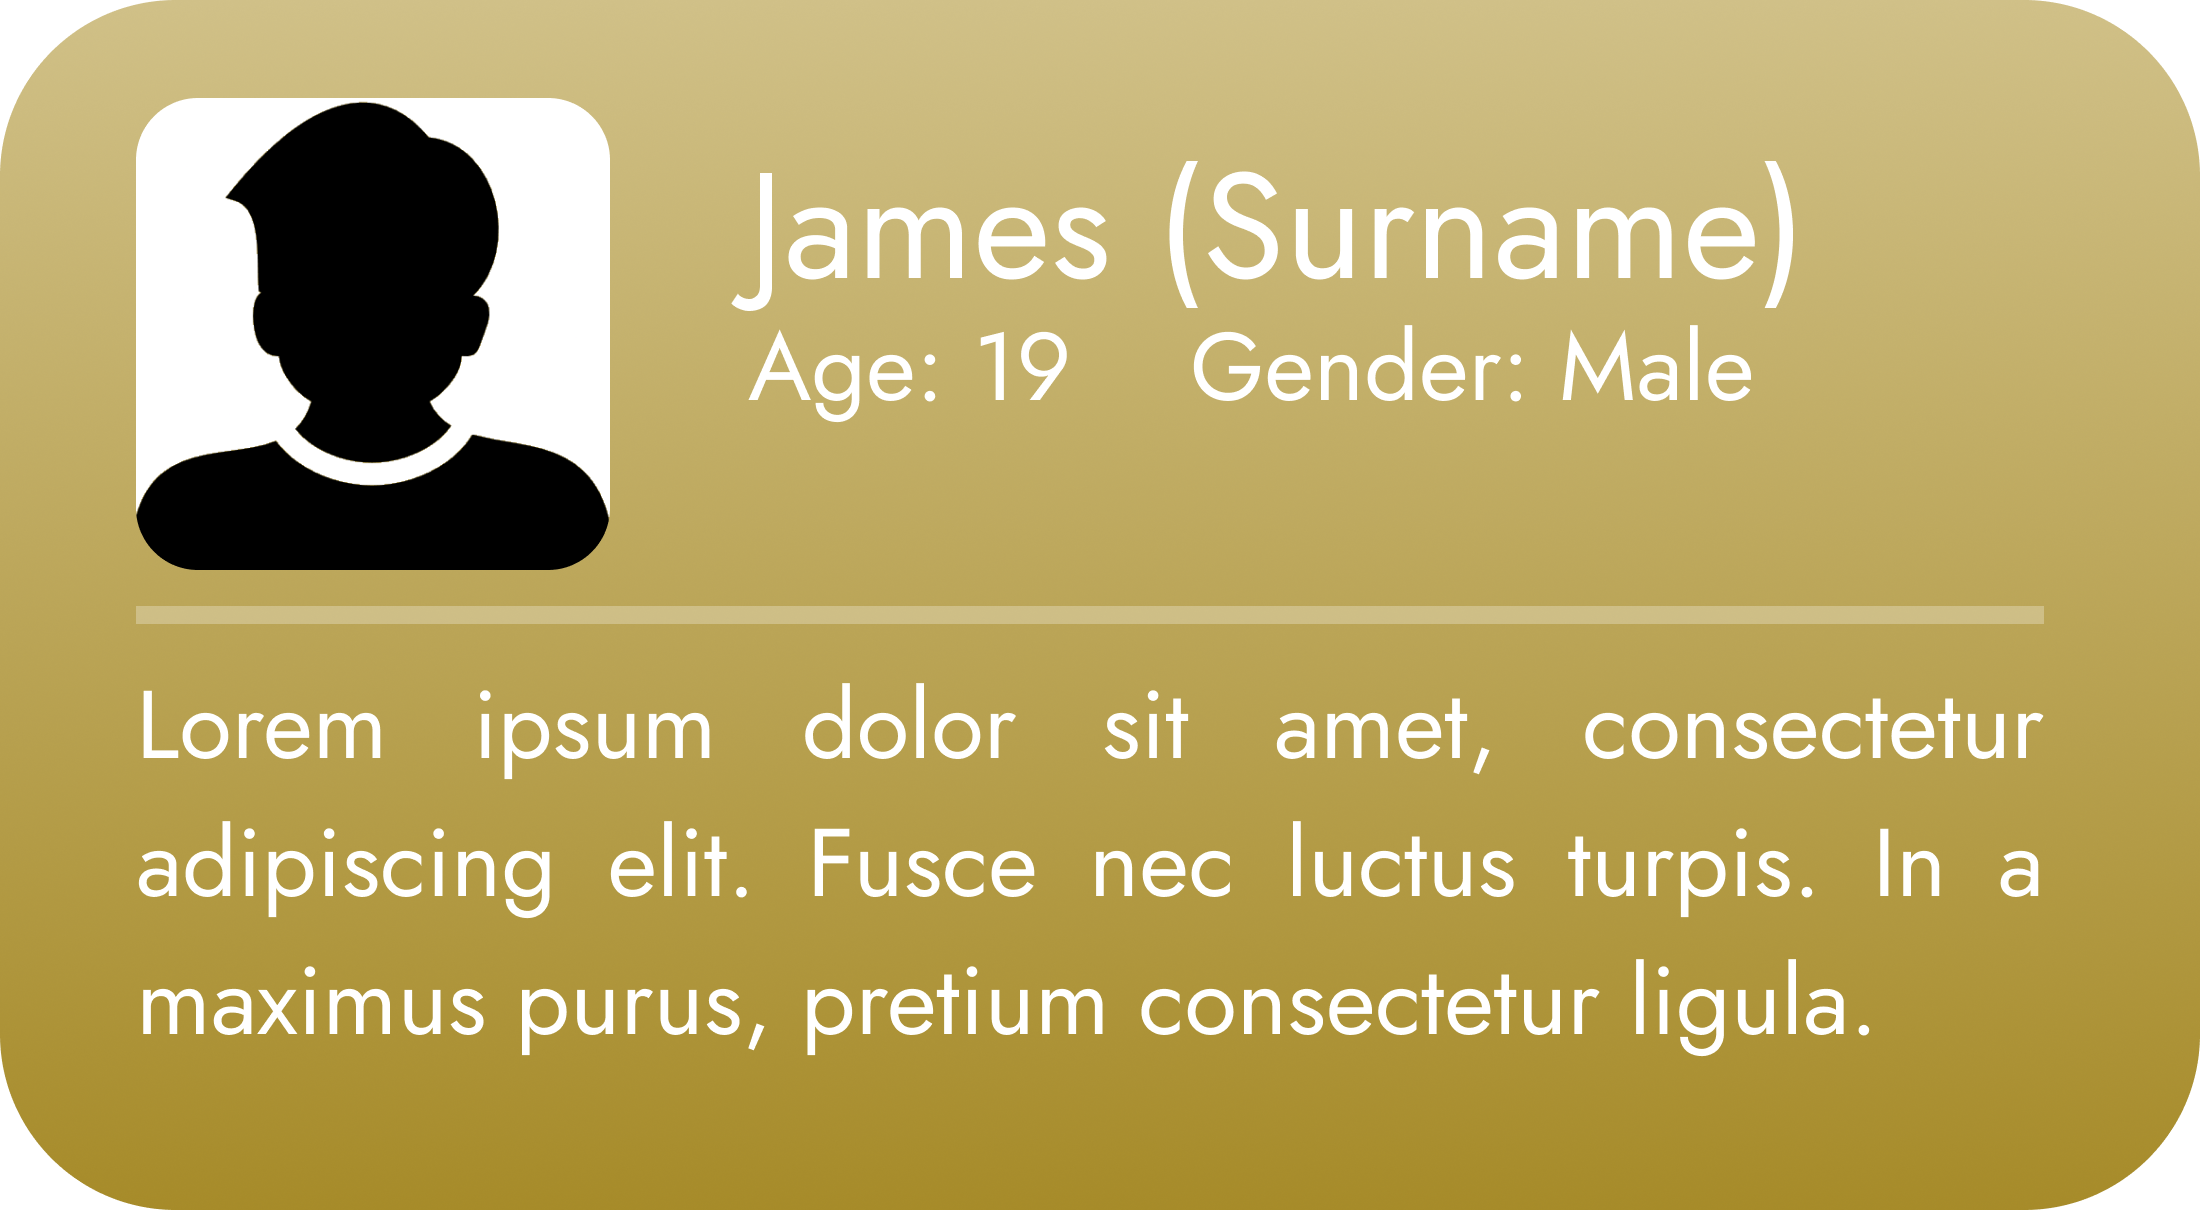 James (Surname)
Age: 19 Gender: Male
Lorem ipsum dolor sit amet, consectetur
adipiscing elit. Fusce nec luctus turpis. In a
maximus purus, pretium consectetur ligula.